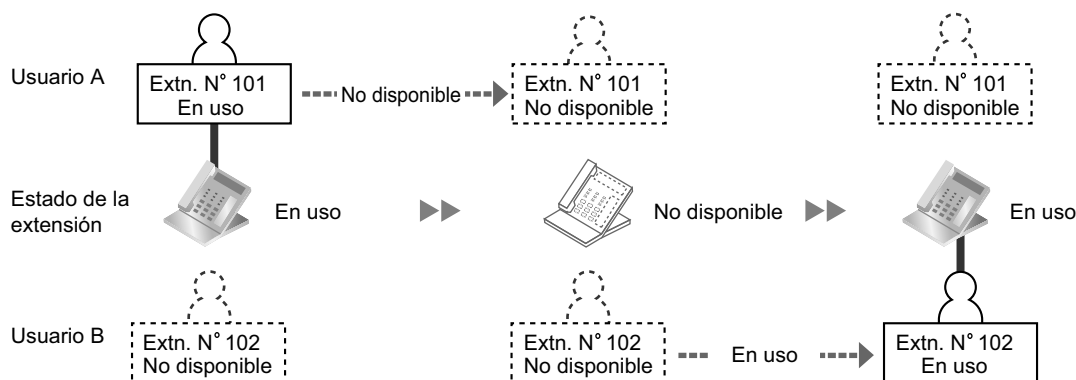 Usuario A
Extn. N° 101
En uso
No disponible
Extn. N° 101
No disponible
Extn. N° 101
No disponible
Estado de la
extensión
En uso
No disponible
En uso
Usuario B
Extn. N° 102
No disponible
Extn. N° 102
No disponible
En uso
Extn. N° 102
En uso